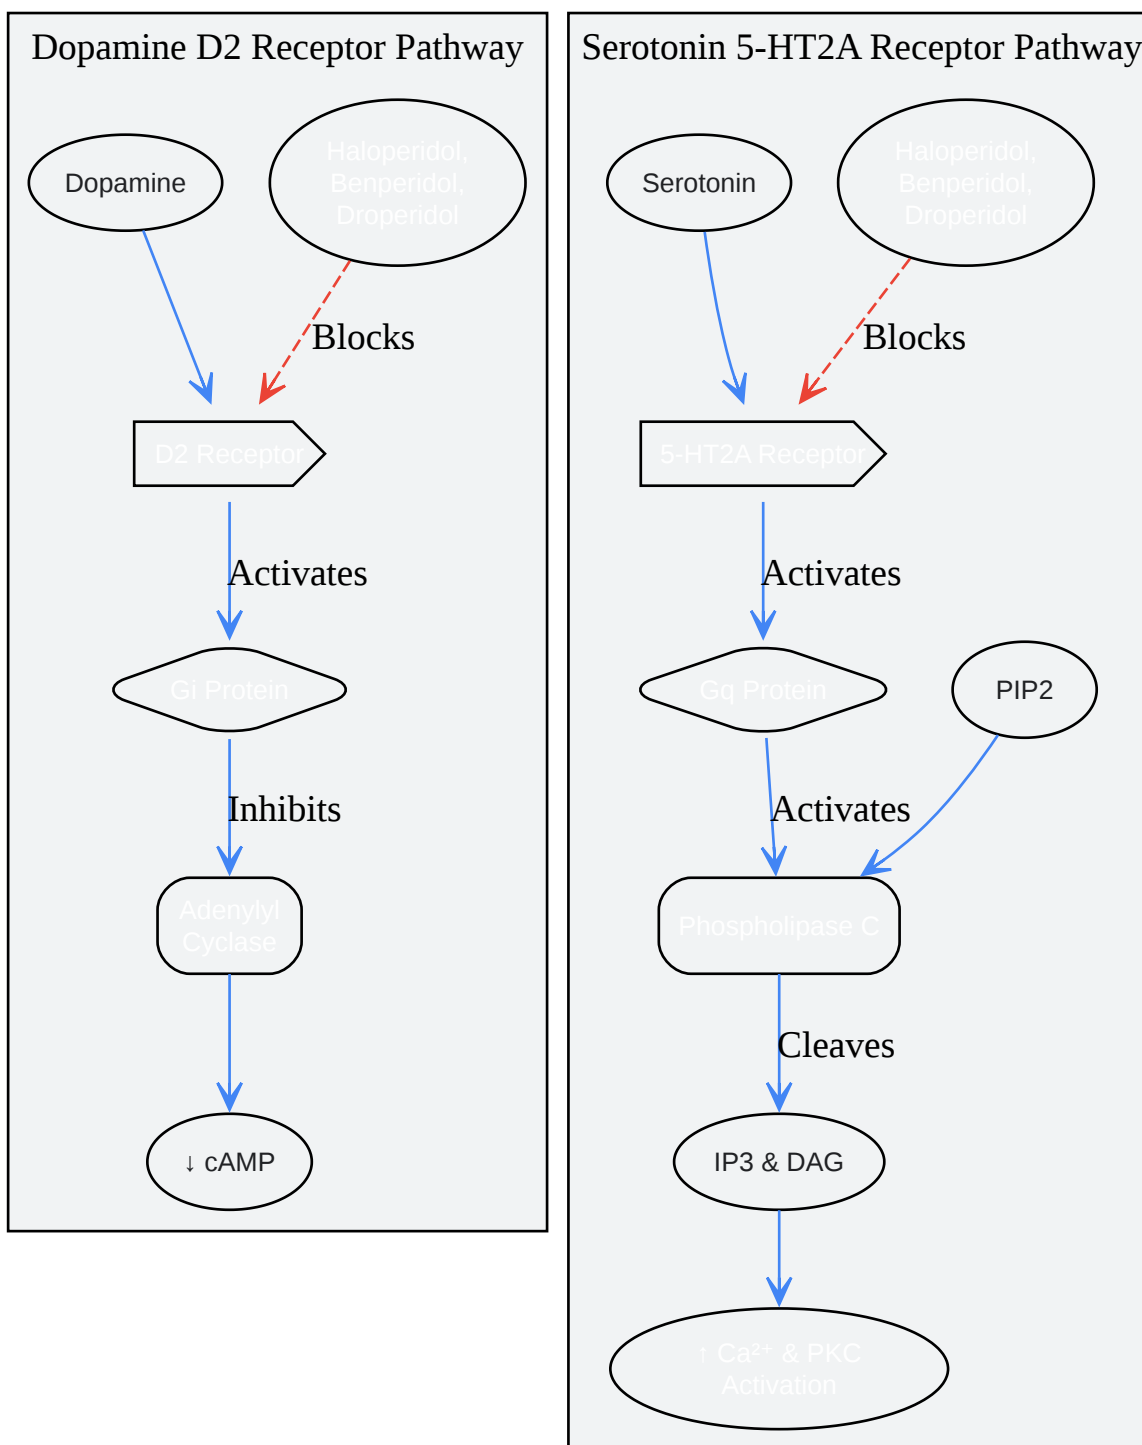 Dopamine D2 Receptor Pathway
Dopamine
Haloperidol,
Benperidol,
Droperidol
Blocks
D2 Receptor
Activates
Gi Protein
Inhibits
Adenylyl
Cyclase
↓ cAMP
Serotonin 5-HT2A Receptor Pathway
Serotonin
Haloperidol,
Benperidol,
Droperidol
Blocks
5-HT2A Receptor
Activates
Gq Protein
PIP2
Activates
Phospholipase C
Cleaves
IP3 & DAG
↑ Ca²⁺ & PKC
Activation